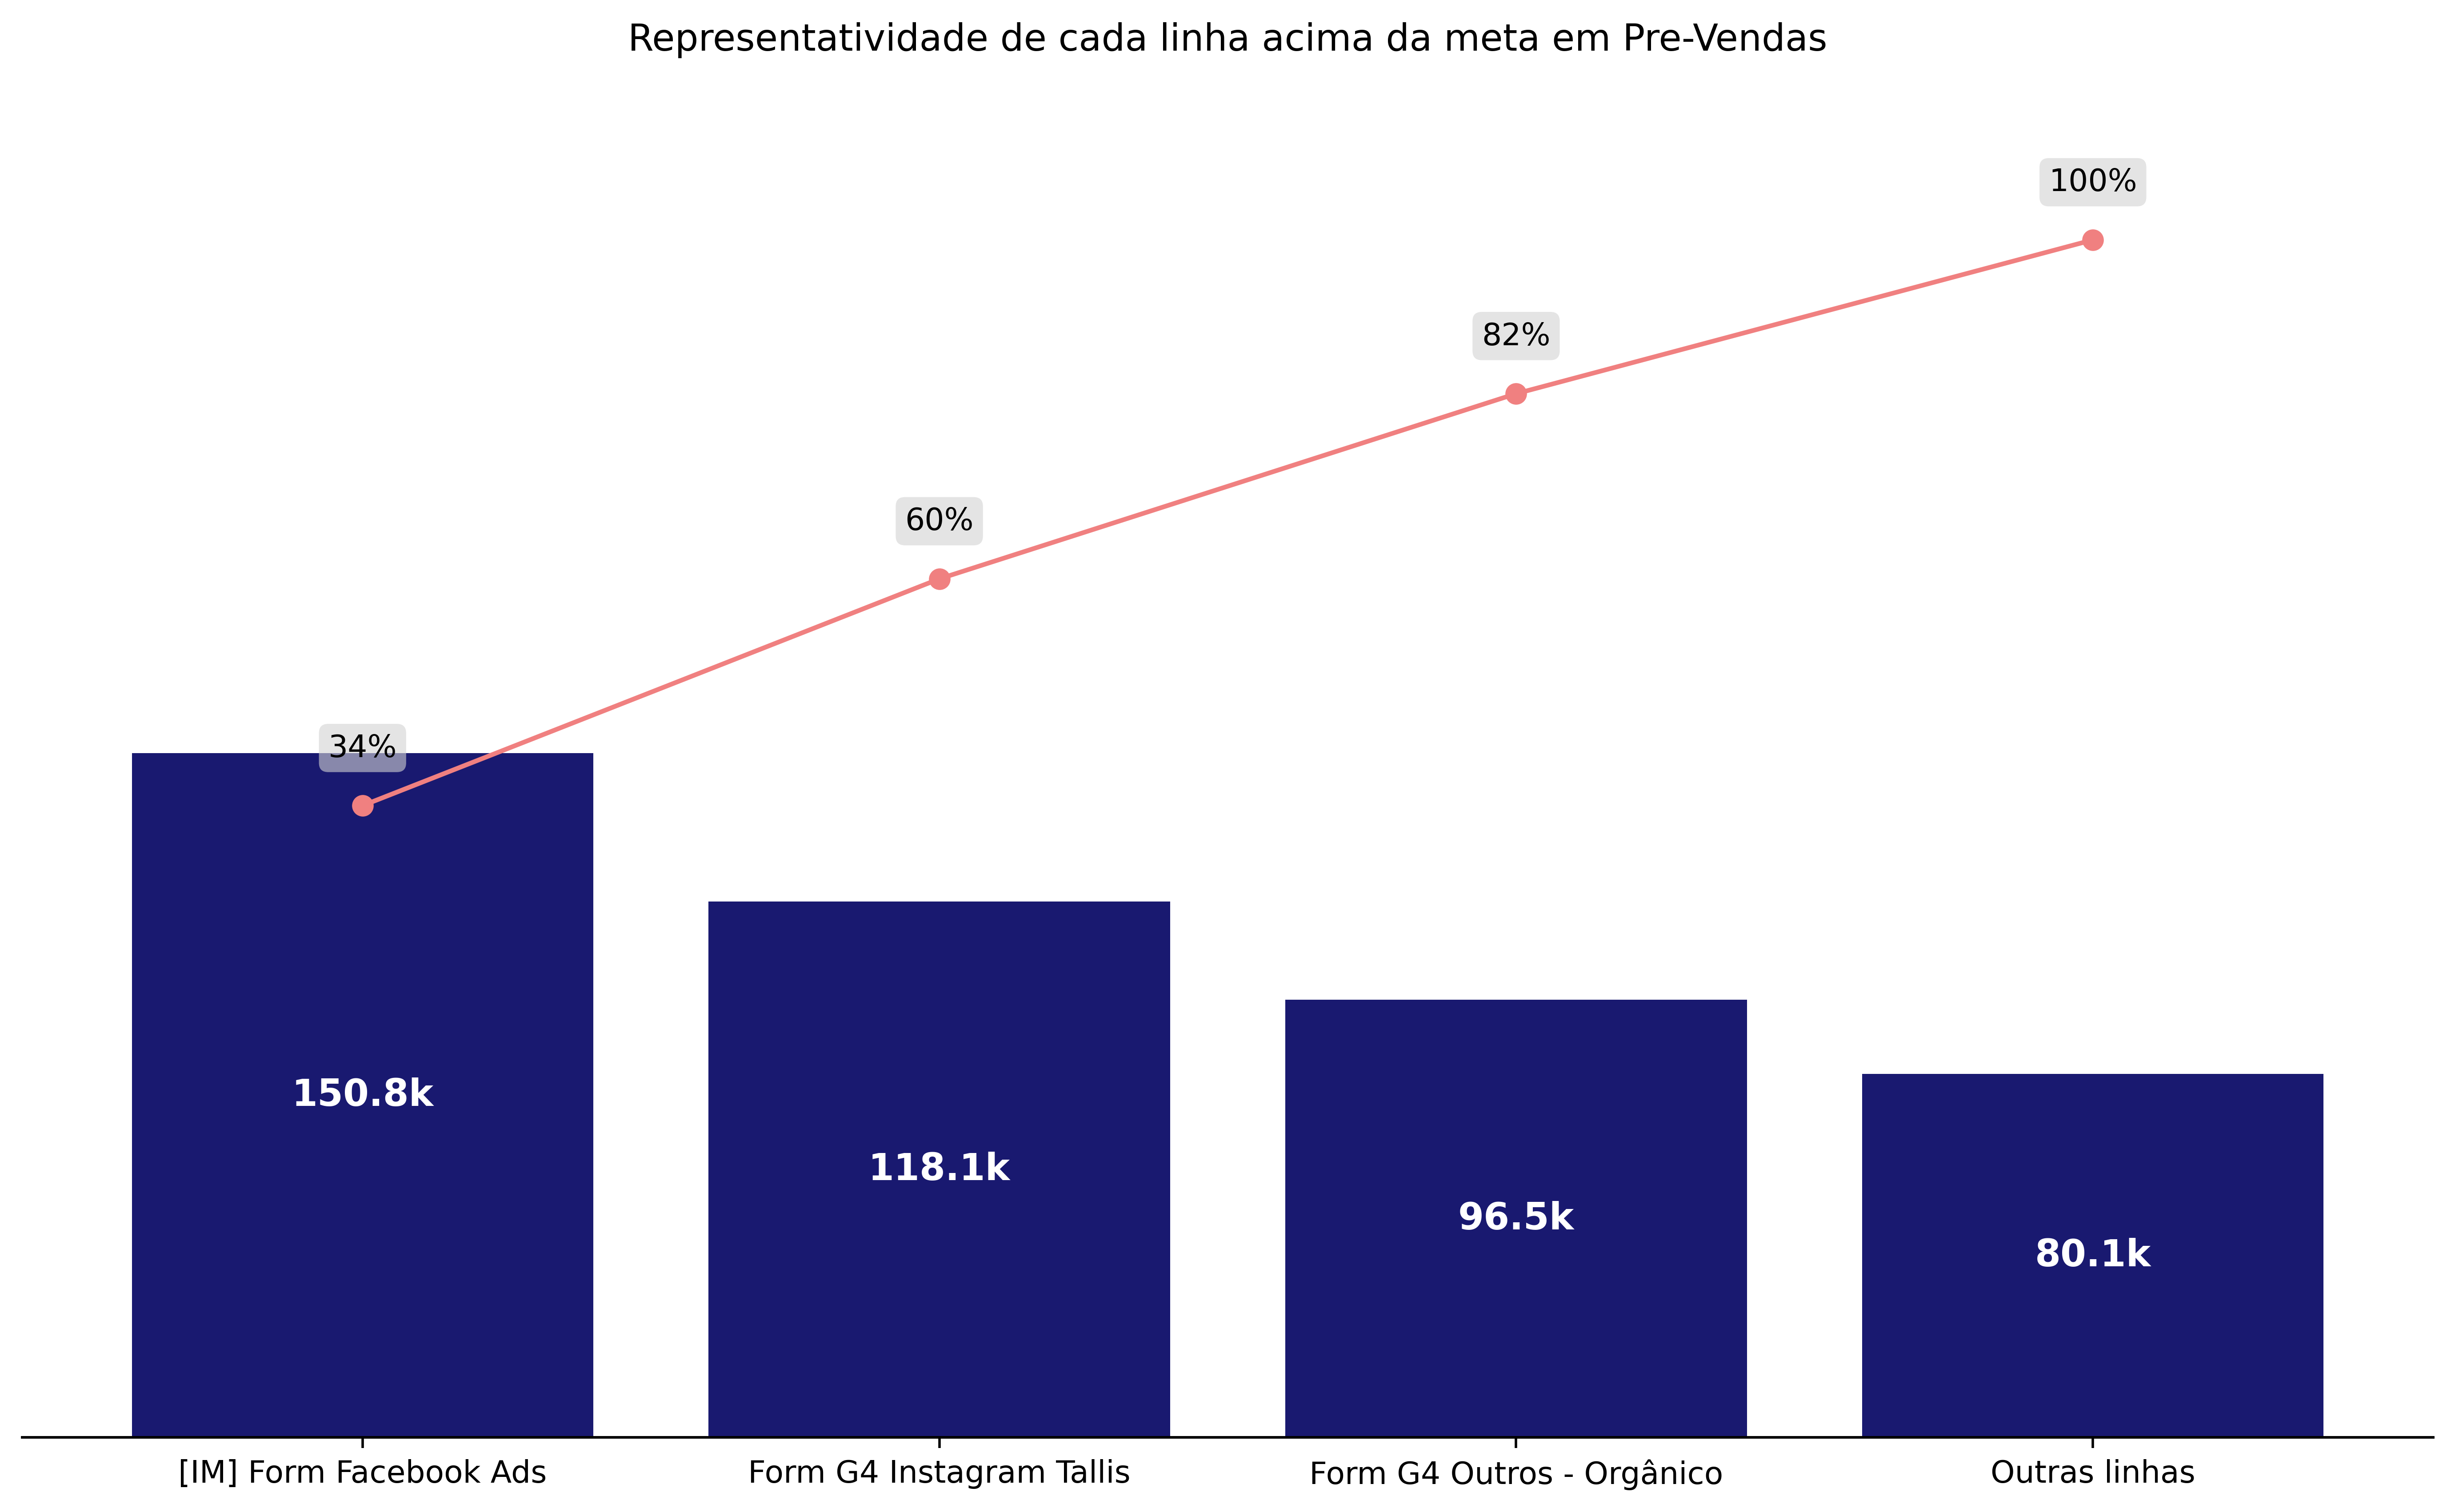 Representatividade de cada linha acima da meta em Pre-Vendas
100%
82%
60%
34%
150.8k
118.1k
96.5k
80.1k
[IM] Form Facebook Ads
Form G4 Instagram Tallis
Form G4 Outros - Orgânico
Outras linhas